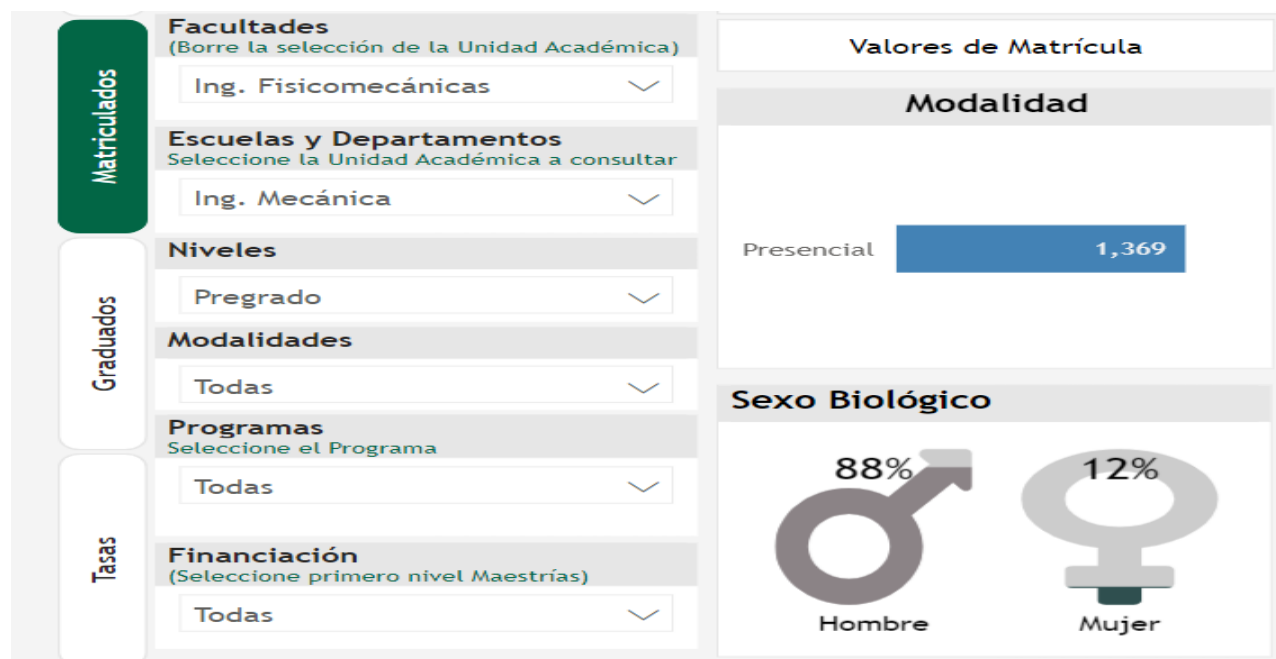 Matriculados
Graduados
Tasas
Facultades
(Borre la selección de la Unidad Académica)
Ing. Fisicomecánicas
Escuelas y Departamentos
Seleccione la Unidad Académica a consultar
Ing. Mecánica
Niveles
Pregrado
Modalidades
Todas
Programas
Seleccione el Programa
Todas
Financiación
(Seleccione primero nivel Maestrías)
Todas
Valores de Matrícula
Modalidad
Presencial 1,369
Sexo Biológico
88% 12%
Hombre Mujer